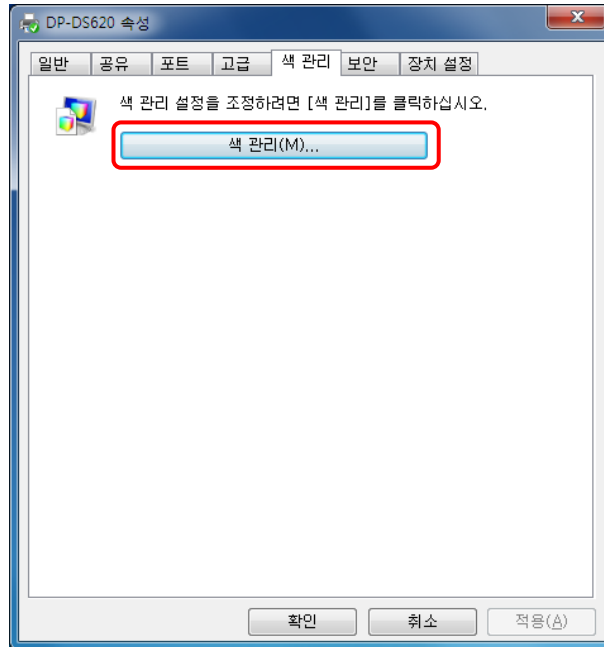 DP-DS620 속성
일반 공유 포트 고급 색 관리 보안 장치 설정
색 관리 설정을 조정하려면 [색 관리]를 클릭하십시오.
색 관리(M)...
확인 취소 적용(A)